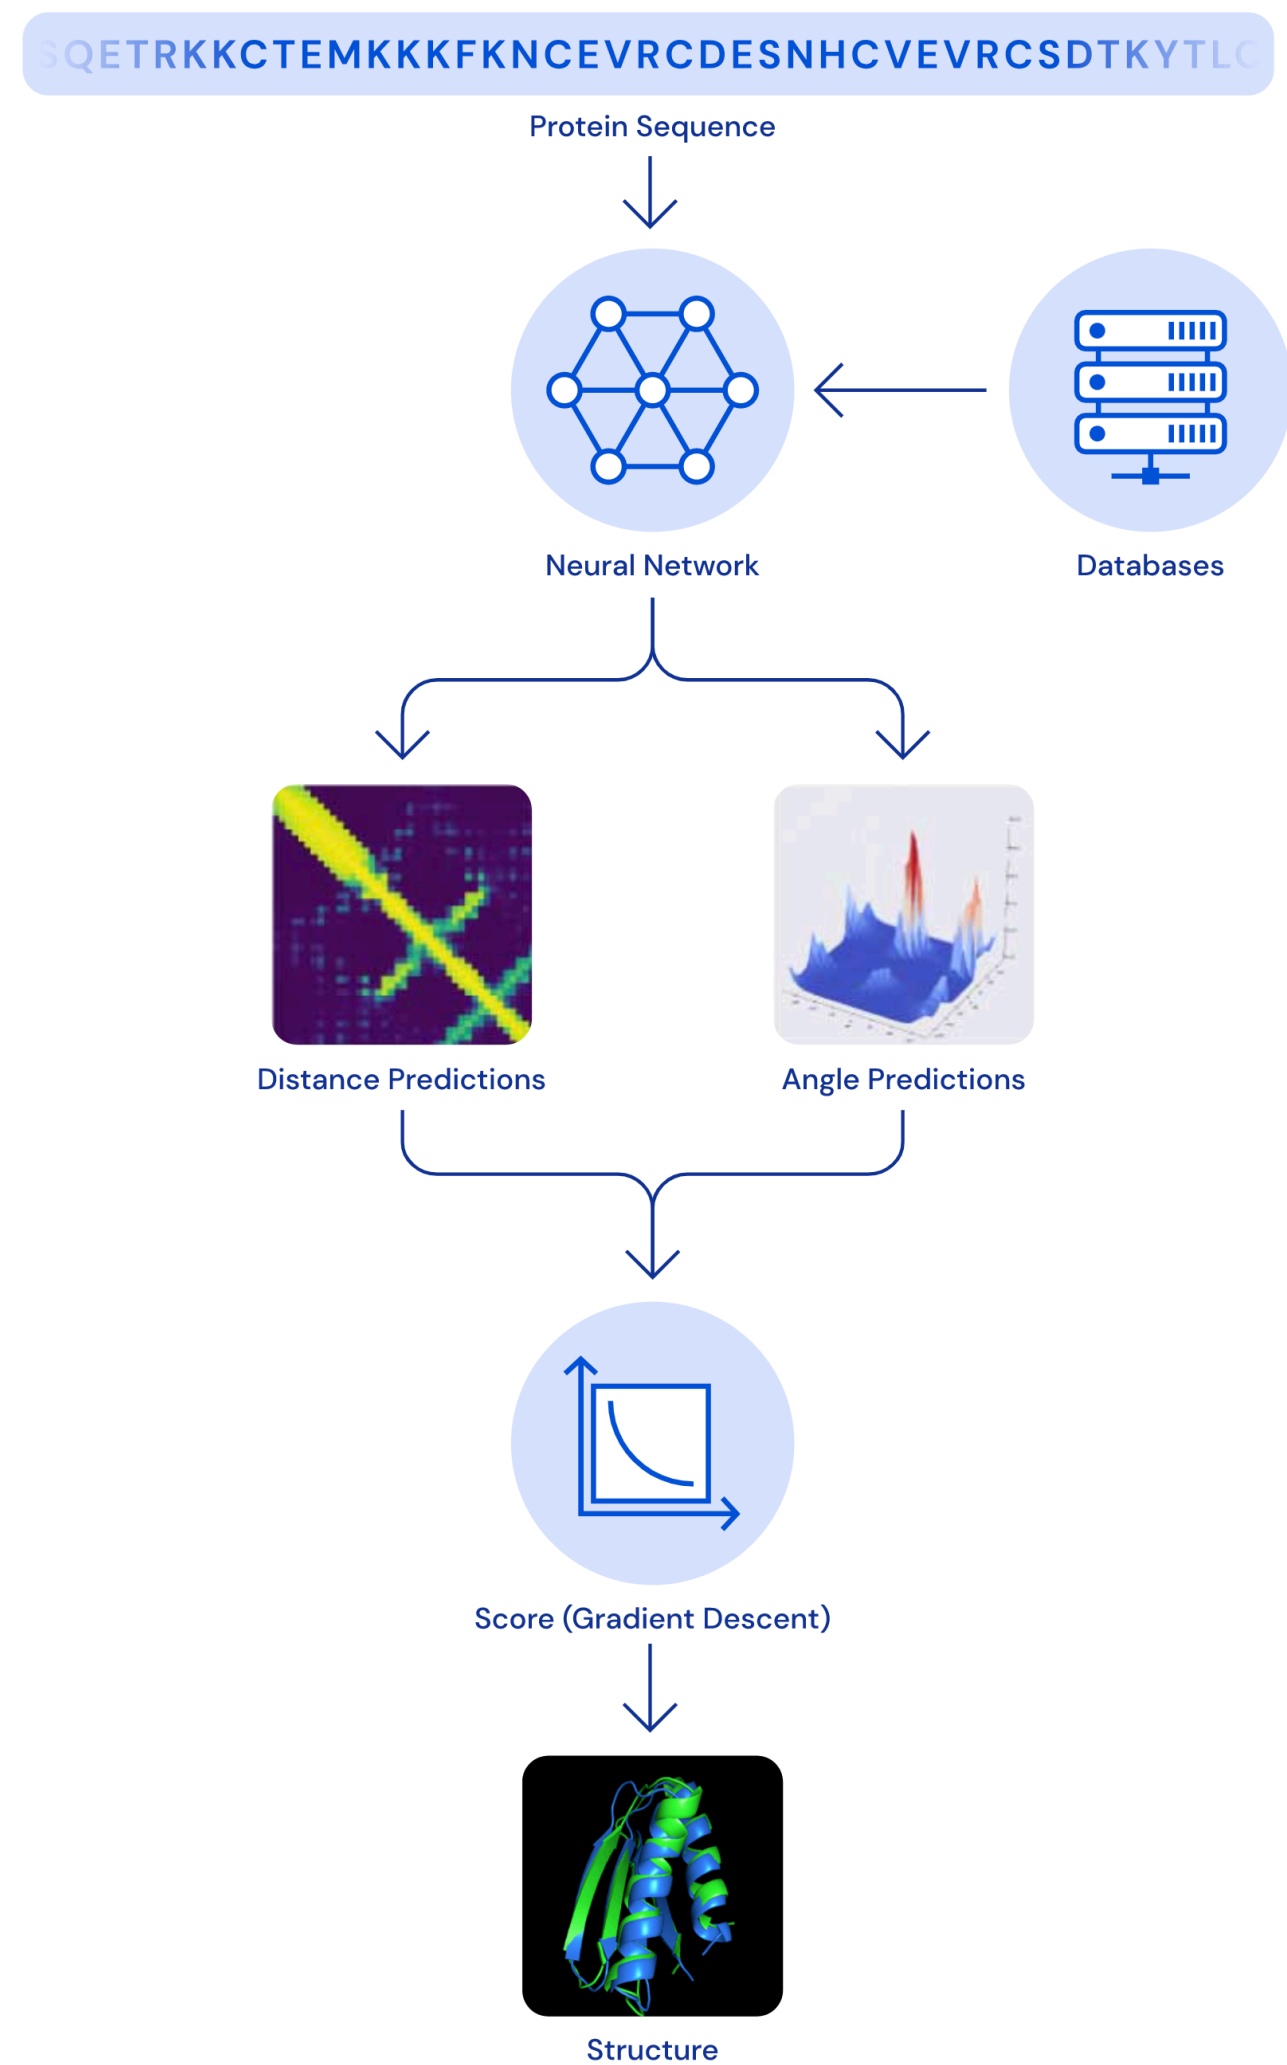 SQETRKKCTEMKKKFKNCEVRCDESNHCVEVRCSDTKYTLC
Protein Sequence
Neural Network
Databases
Distance Predictions
Angle Predictions
Score (Gradient Descent)
Structure